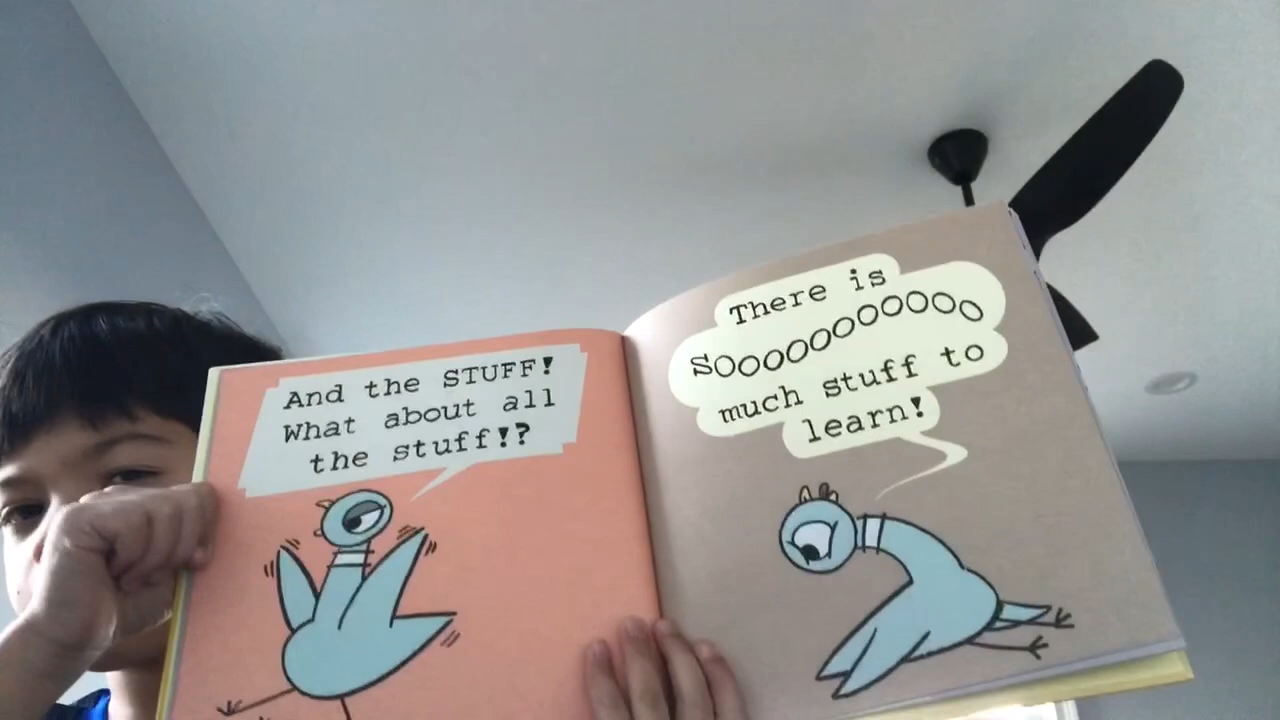 And the STUFF!
What about all
the stuff!?
There is
SOoooooooooo
much stuff to
learn!